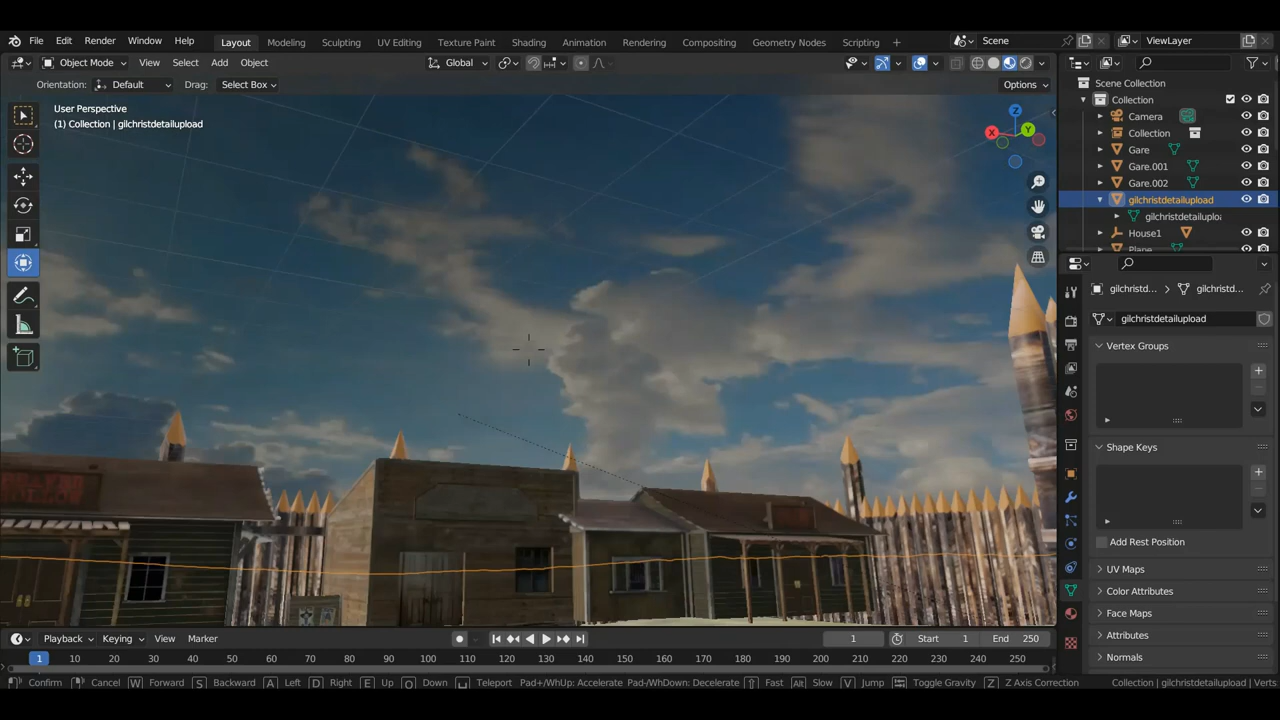 File Edit Render Window Help Layout Modeling Sculpting UV Editing Texture Paint Shading Animation Rendering Compositing Geometry Nodes Scripting + Scene ViewLayer
Object Mode View Select Add Object Global
Orientation: Default Drag: Select Box Options
User Perspective
(1) Collection | gilchristdetailupload
X Y Z
Scene Collection
Collection
Camera
Collection
Gare
Gare.001
Gare.002
gilchristdetailupload
gilchristdetailuploa
House1
Plane
gilchristd... > gilchristd...
gilchristdetailupload
Vertex Groups
Shape Keys
Add Rest Position
UV Maps
Color Attributes
Face Maps
Attributes
Normals
Playback Keying View Marker 1 Start 1 End 250
1 10 20 30 40 50 60 70 80 90 100 110 120 130 140 150 160 170 180 190 200 210 220 230 240 250
Confirm Cancel W Forward S Backward A Left D Right E Up Q Down Teleport Pad+/WhUp: Accelerate Pad-/WhDown: Decelerate Fast Alt Slow V Jump Toggle Gravity Z Z Axis Correction Collection | gilchristdetailupload | Verts